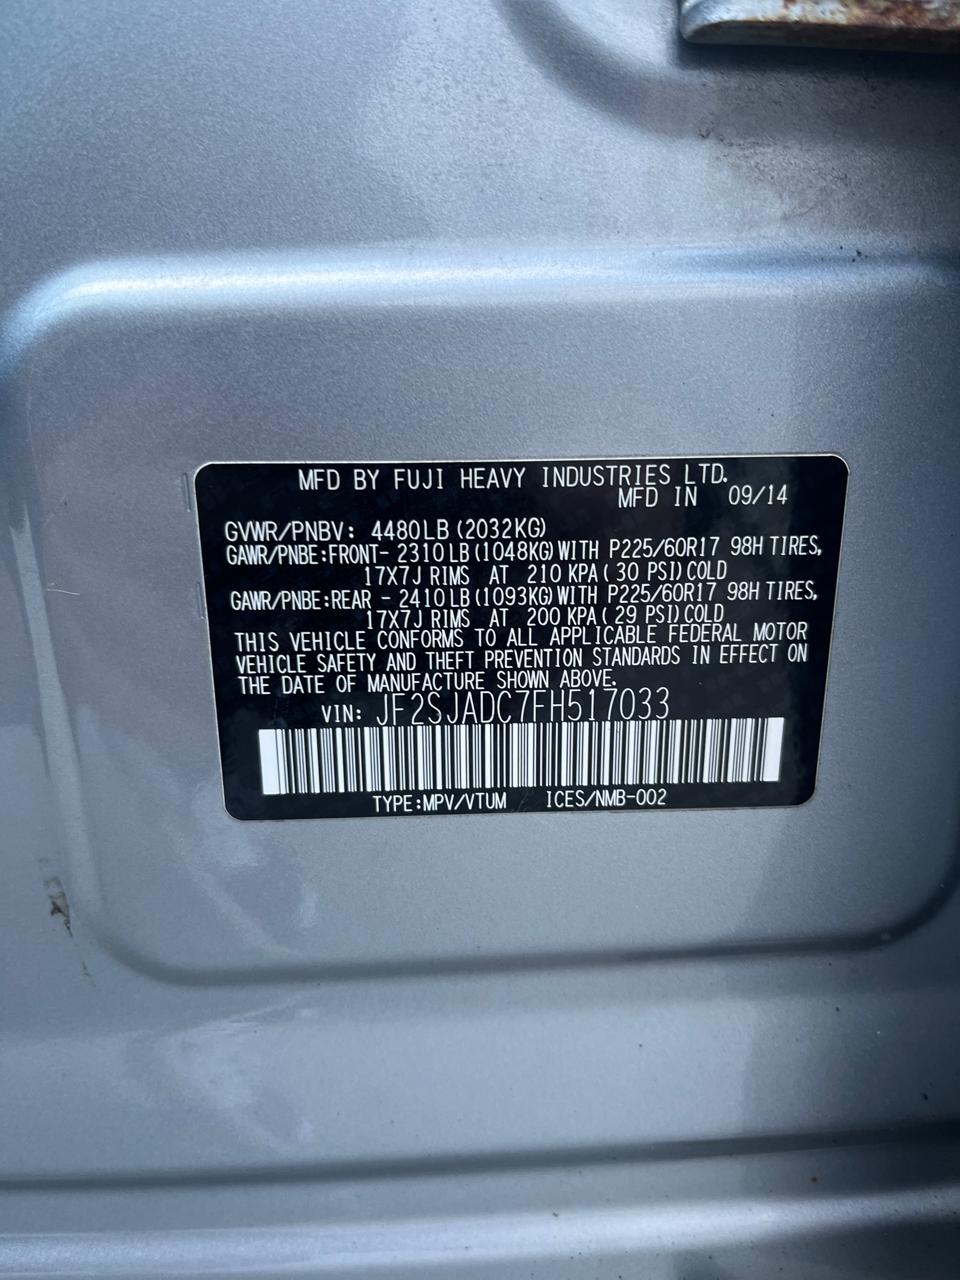 MFD BY FUJI HEAVY INDUSTRIES LTD.
MFD IN 09/14
GVWR/PNBV: 4480LB (2032KG)
GAWR/PNBE:FRONT- 2310LB (1048KG) WITH P225/60R17 98H TIRES,
17X7J RIMS AT 210 KPA ( 30 PSI) COLD
GAWR/PNBE:REAR - 2410LB (1093KG) WITH P225/60R17 98H TIRES,
17X7J RIMS AT 200 KPA ( 29 PSI) COLD
THIS VEHICLE CONFORMS TO ALL APPLICABLE FEDERAL MOTOR
VEHICLE SAFETY AND THEFT PREVENTION STANDARDS IN EFFECT ON
THE DATE OF MANUFACTURE SHOWN ABOVE.
VIN: JF2SJADC7FH517033
TYPE:MPV/VTUM ICES/NMB-002